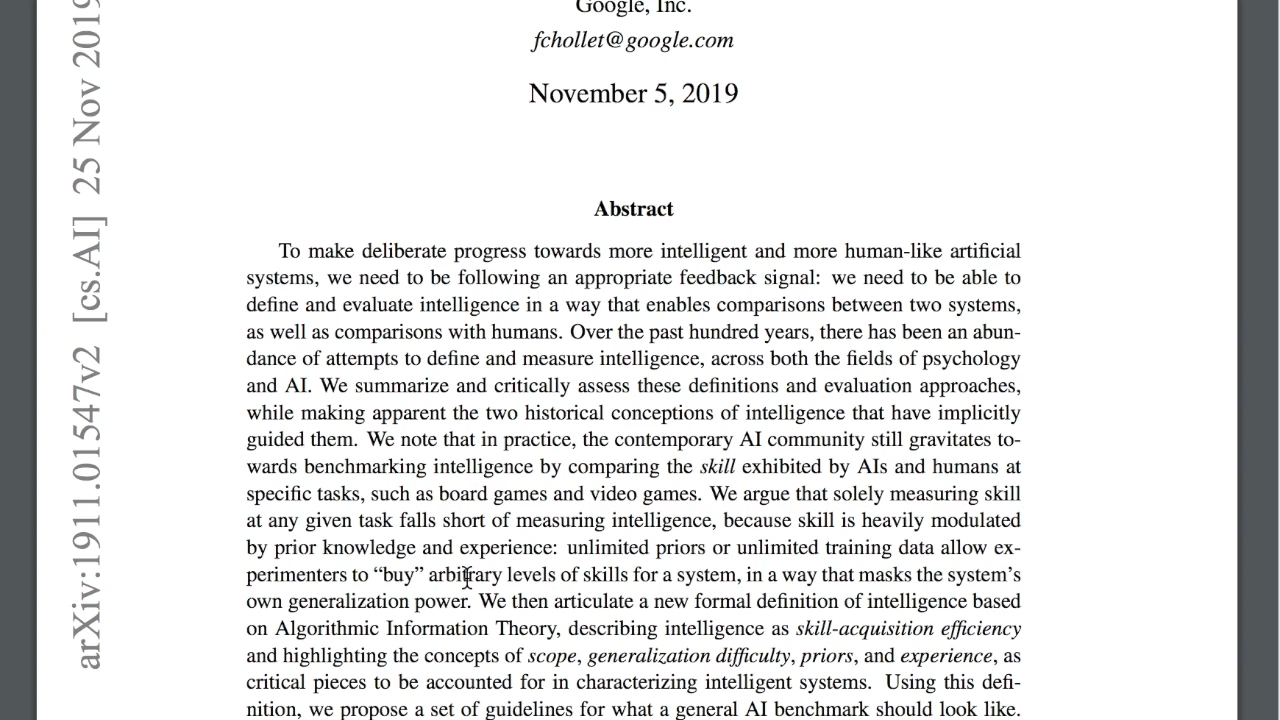 Google, Inc.
fchollet@google.com
November 5, 2019
arXiv:1911.01547v2 [cs.AI] 25 Nov 2019
Abstract
To make deliberate progress towards more intelligent and more human-like artificial
systems, we need to be following an appropriate feedback signal: we need to be able to
define and evaluate intelligence in a way that enables comparisons between two systems,
as well as comparisons with humans. Over the past hundred years, there has been an abun-
dance of attempts to define and measure intelligence, across both the fields of psychology
and AI. We summarize and critically assess these definitions and evaluation approaches,
while making apparent the two historical conceptions of intelligence that have implicitly
guided them. We note that in practice, the contemporary AI community still gravitates to-
wards benchmarking intelligence by comparing the skill exhibited by AIs and humans at
specific tasks, such as board games and video games. We argue that solely measuring skill
at any given task falls short of measuring intelligence, because skill is heavily modulated
by prior knowledge and experience: unlimited priors or unlimited training data allow ex-
perimenters to “buy” arbitrary levels of skills for a system, in a way that masks the system’s
own generalization power. We then articulate a new formal definition of intelligence based
on Algorithmic Information Theory, describing intelligence as skill-acquisition efficiency
and highlighting the concepts of scope, generalization difficulty, priors, and experience, as
critical pieces to be accounted for in characterizing intelligent systems. Using this defi-
nition, we propose a set of guidelines for what a general AI benchmark should look like.